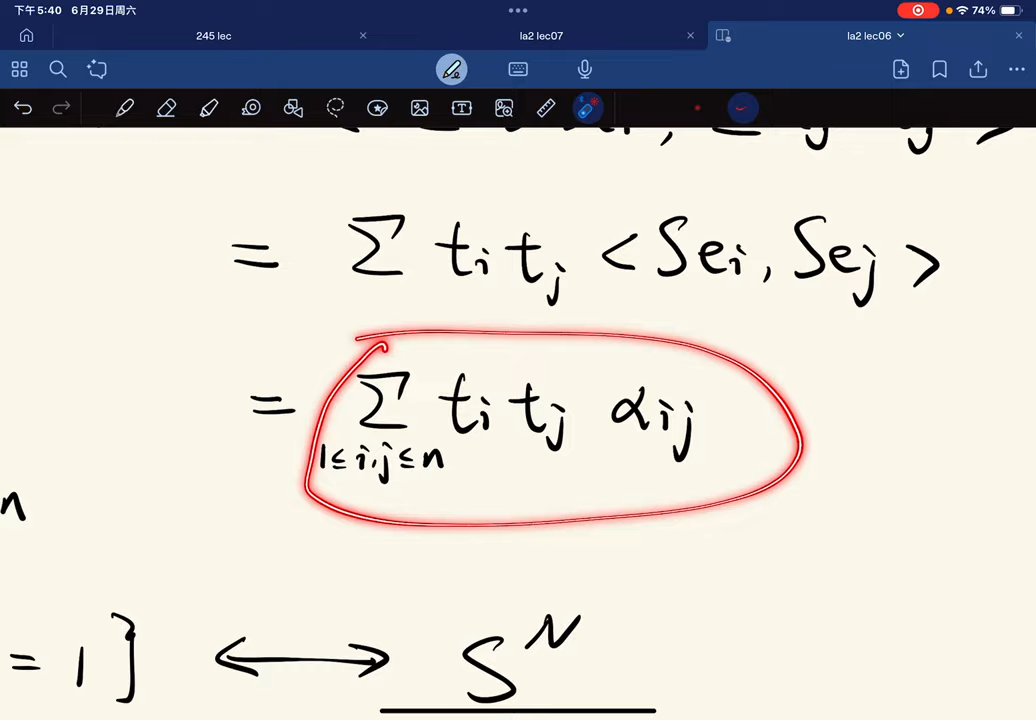 下午5:40 6月29日周六 74%
245 lec la2 lec07 la2 lec06
= Σ tᵢ tⱼ < Seᵢ, Seⱼ >
= Σ tᵢ tⱼ αᵢⱼ
1≤i,j≤n
n
= 1} ⟷ Sᴺ